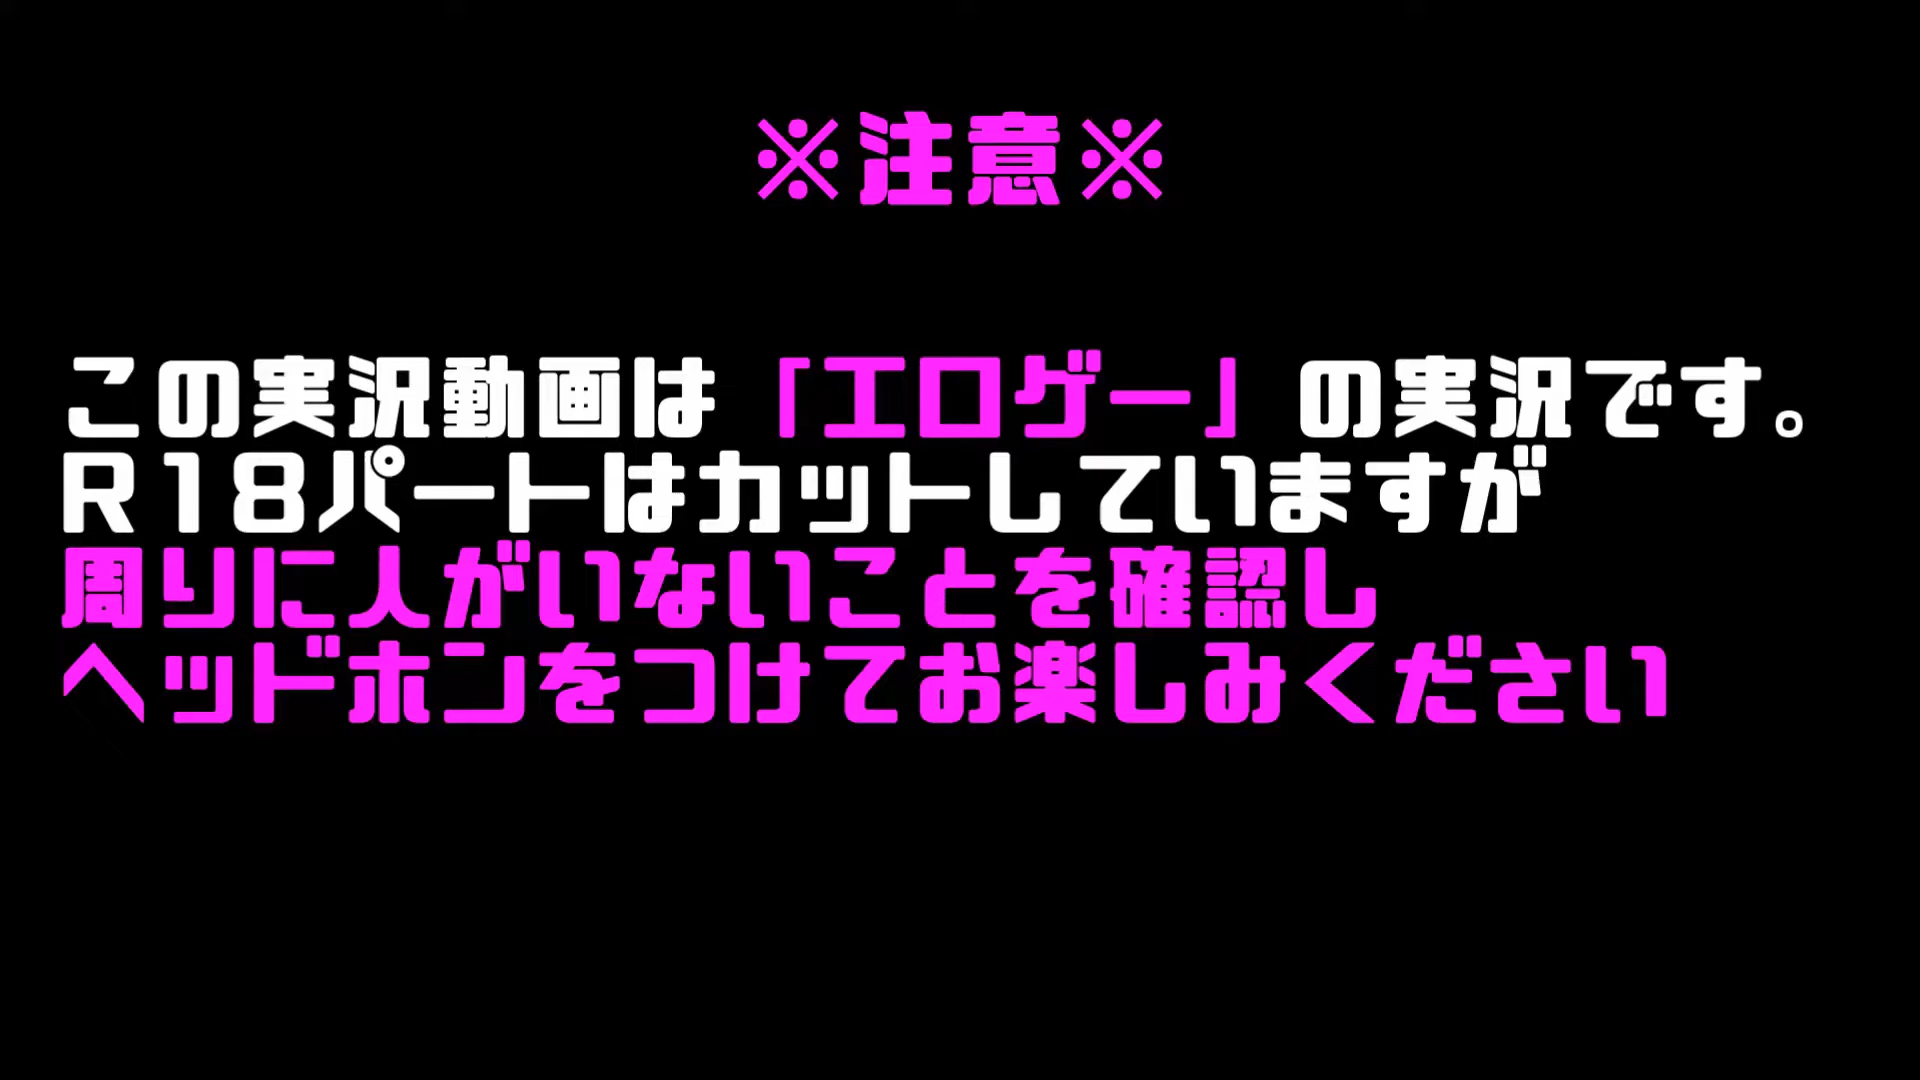 ※注意※
この実況動画は「エロゲー」の実況です。
R18パートはカットしていますが
周りに人がいないことを確認し
ヘッドホンをつけてお楽しみください